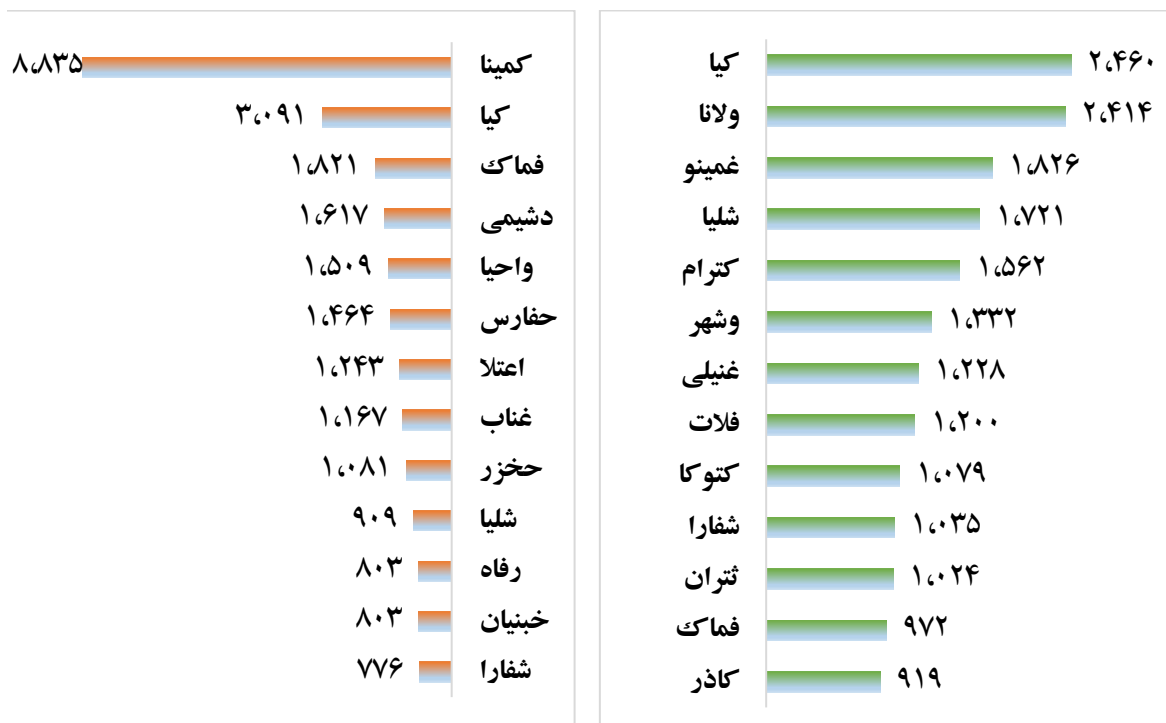 کیا ۲،۴۶۰
ولانا ۲،۴۱۴
غمینو ۱،۸۲۶
شلیا ۱،۷۲۱
کترام ۱،۵۶۲
وشهر ۱،۳۳۲
غنیلی ۱،۲۲۸
فلات ۱،۲۰۰
کتوکا ۱،۰۷۹
شفارا ۱،۰۳۵
ثتران ۱،۰۲۴
فماک ۹۷۲
کاذر ۹۱۹
کمینا ۸،۸۳۵
کیا ۳،۰۹۱
فماک ۱،۸۲۱
دشیمی ۱،۶۱۷
واحیا ۱،۵۰۹
حفارس ۱،۴۶۴
اعتلا ۱،۲۴۳
غناب ۱،۱۶۷
حخزر ۱،۰۸۱
شلیا ۹۰۹
رفاه ۸۰۳
خبنیان ۸۰۳
شفارا ۷۷۶